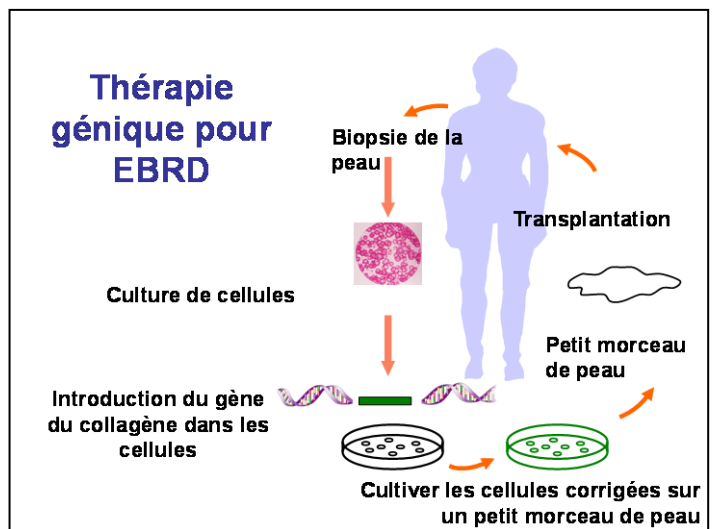 Thérapie
génique pour
EBRD
Biopsie de la
peau
Transplantation
Culture de cellules
Petit morceau
de peau
Introduction du gène
du collagène dans les
cellules
Cultiver les cellules corrigées sur
un petit morceau de peau